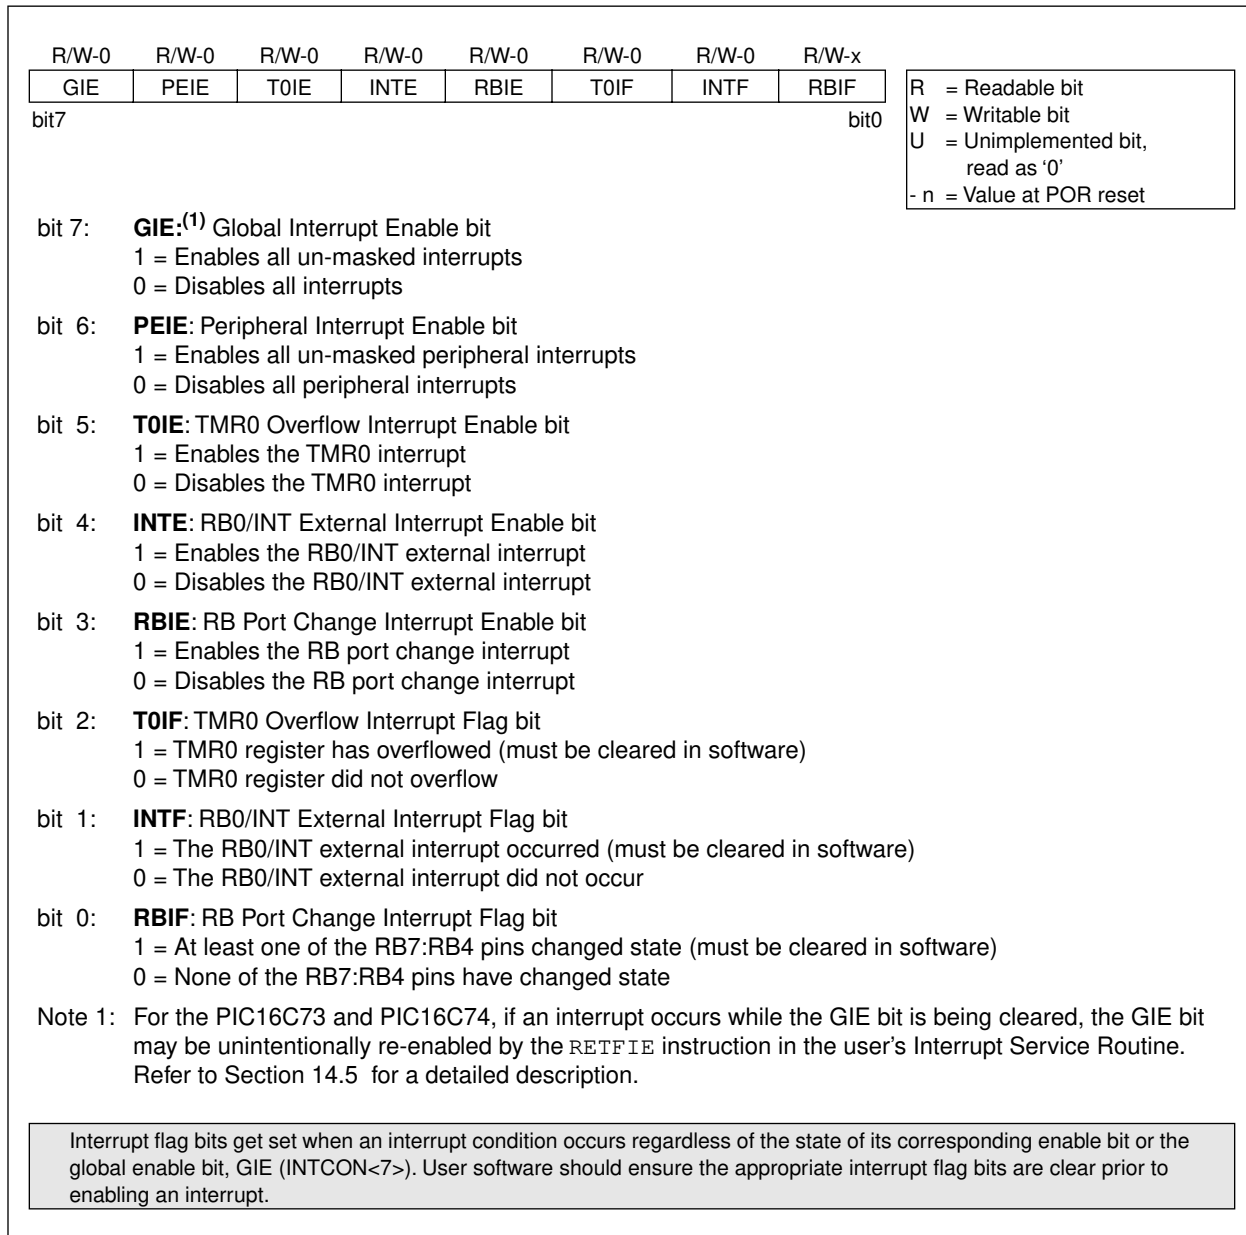 R/W-0 R/W-0 R/W-0 R/W-0 R/W-0 R/W-0 R/W-0 R/W-x
GIE PEIE T0IE INTE RBIE T0IF INTF RBIF
bit7 bit0
R = Readable bit
W = Writable bit
U = Unimplemented bit,
read as ‘0’
- n = Value at POR reset
bit 7: GIE:(1) Global Interrupt Enable bit
1 = Enables all un-masked interrupts
0 = Disables all interrupts
bit 6: PEIE: Peripheral Interrupt Enable bit
1 = Enables all un-masked peripheral interrupts
0 = Disables all peripheral interrupts
bit 5: T0IE: TMR0 Overflow Interrupt Enable bit
1 = Enables the TMR0 interrupt
0 = Disables the TMR0 interrupt
bit 4: INTE: RB0/INT External Interrupt Enable bit
1 = Enables the RB0/INT external interrupt
0 = Disables the RB0/INT external interrupt
bit 3: RBIE: RB Port Change Interrupt Enable bit
1 = Enables the RB port change interrupt
0 = Disables the RB port change interrupt
bit 2: T0IF: TMR0 Overflow Interrupt Flag bit
1 = TMR0 register has overflowed (must be cleared in software)
0 = TMR0 register did not overflow
bit 1: INTF: RB0/INT External Interrupt Flag bit
1 = The RB0/INT external interrupt occurred (must be cleared in software)
0 = The RB0/INT external interrupt did not occur
bit 0: RBIF: RB Port Change Interrupt Flag bit
1 = At least one of the RB7:RB4 pins changed state (must be cleared in software)
0 = None of the RB7:RB4 pins have changed state
Note 1: For the PIC16C73 and PIC16C74, if an interrupt occurs while the GIE bit is being cleared, the GIE bit
may be unintentionally re-enabled by the RETFIE instruction in the user's Interrupt Service Routine.
Refer to Section 14.5 for a detailed description.
Interrupt flag bits get set when an interrupt condition occurs regardless of the state of its corresponding enable bit or the
global enable bit, GIE (INTCON<7>). User software should ensure the appropriate interrupt flag bits are clear prior to
enabling an interrupt.